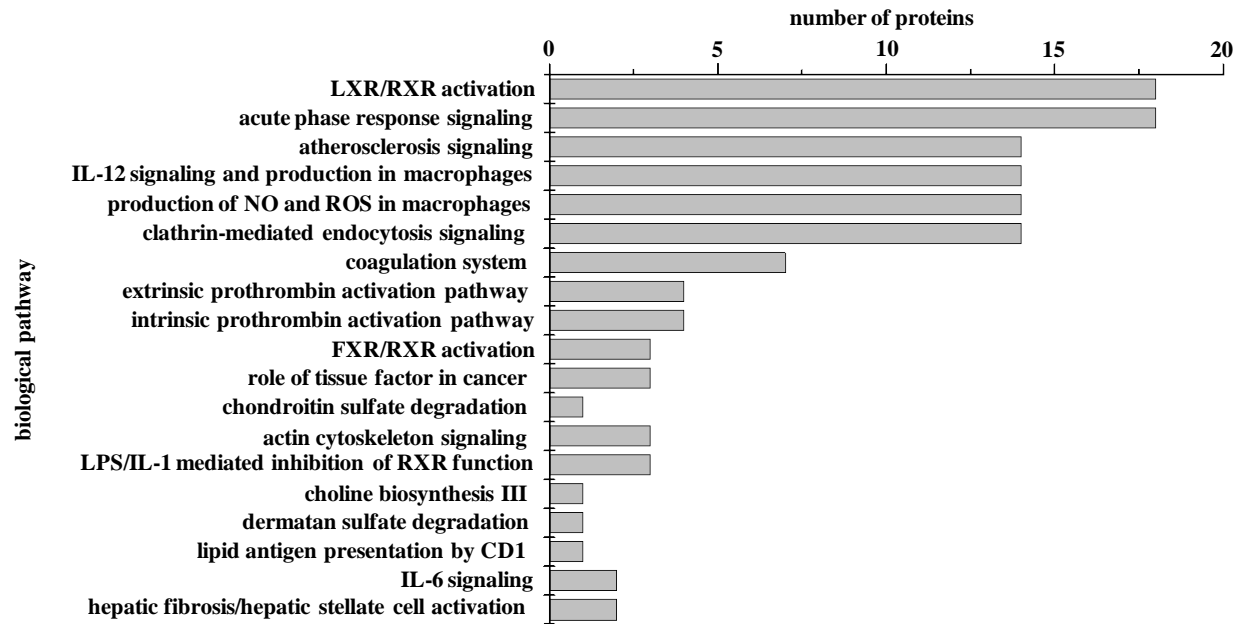 number of proteins
0 5 10 15 20
LXR/RXR activation
acute phase response signaling
atherosclerosis signaling
IL-12 signaling and production in macrophages
production of NO and ROS in macrophages
clathrin-mediated endocytosis signaling
coagulation system
extrinsic prothrombin activation pathway
intrinsic prothrombin activation pathway
FXR/RXR activation
role of tissue factor in cancer
chondroitin sulfate degradation
actin cytoskeleton signaling
LPS/IL-1 mediated inhibition of RXR function
choline biosynthesis III
dermatan sulfate degradation
lipid antigen presentation by CD1
IL-6 signaling
hepatic fibrosis/hepatic stellate cell activation
biological pathway